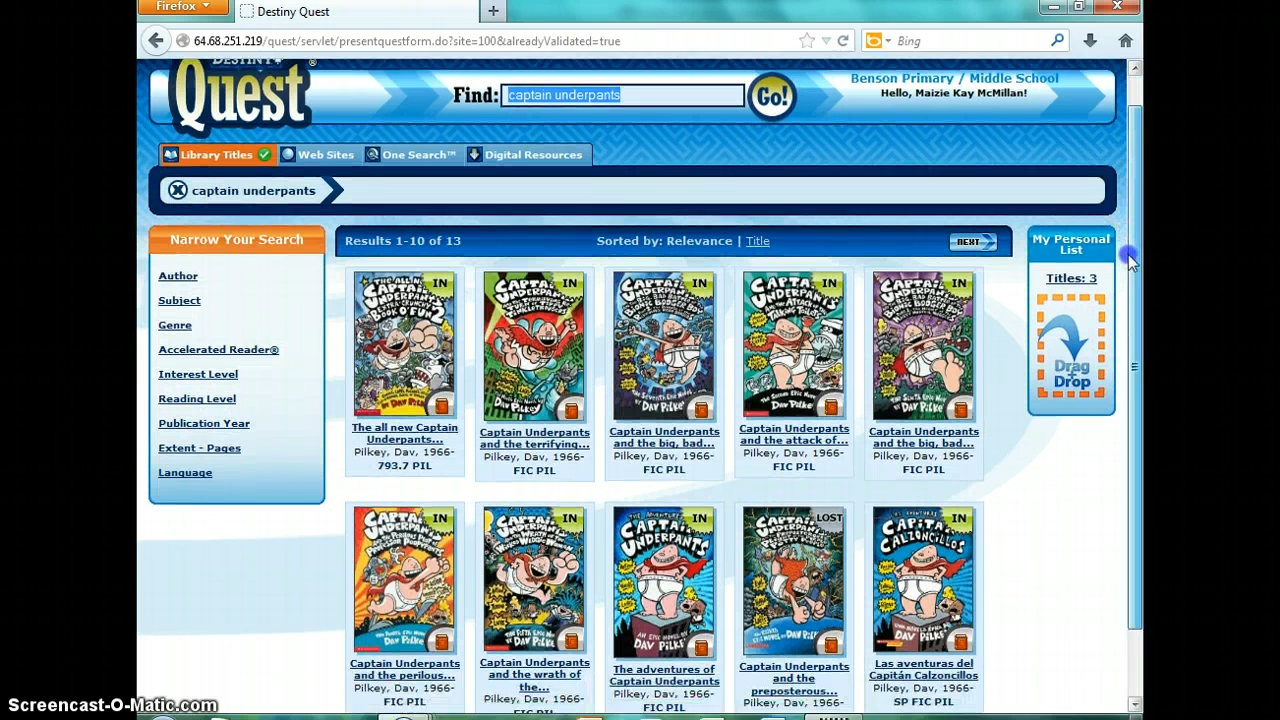 Firefox
Destiny Quest
64.68.251.219/quest/servlet/presentquestform.do?site=100&alreadyValidated=true
Bing
DESTINY
Quest
Find: captain underpants Go!
Benson Primary / Middle School
Hello, Maizie Kay McMillan!
Library Titles Web Sites One Search™ Digital Resources
captain underpants
Narrow Your Search
Author
Subject
Genre
Accelerated Reader®
Interest Level
Reading Level
Publication Year
Extent - Pages
Language
Results 1-10 of 13 Sorted by: Relevance | Title NEXT
IN IN IN IN IN
The all new Captain
Underpants...
Pilkey, Dav, 1966-
793.7 PIL
Captain Underpants
and the terrifying...
Pilkey, Dav, 1966-
FIC PIL
Captain Underpants
and the big, bad...
Pilkey, Dav, 1966-
FIC PIL
Captain Underpants
and the attack of...
Pilkey, Dav, 1966-
FIC PIL
Captain Underpants
and the big, bad...
Pilkey, Dav, 1966-
FIC PIL
IN IN IN LOST IN
Captain Underpants
and the perilous...
Pilkey, Dav, 1966-
FIC PIL
Captain Underpants
and the wrath of
the...
Pilkey, Dav, 1966-
FIC PIL
The adventures of
Captain Underpants
Pilkey, Dav, 1966-
FIC PIL
Captain Underpants
and the
preposterous...
Pilkey, Dav, 1966-
Las aventuras del
Capitán Calzoncillos
Pilkey, Dav, 1966-
SP FIC PIL
My Personal
List
Titles: 3
Drag
+
Drop
Screencast-O-Matic.com